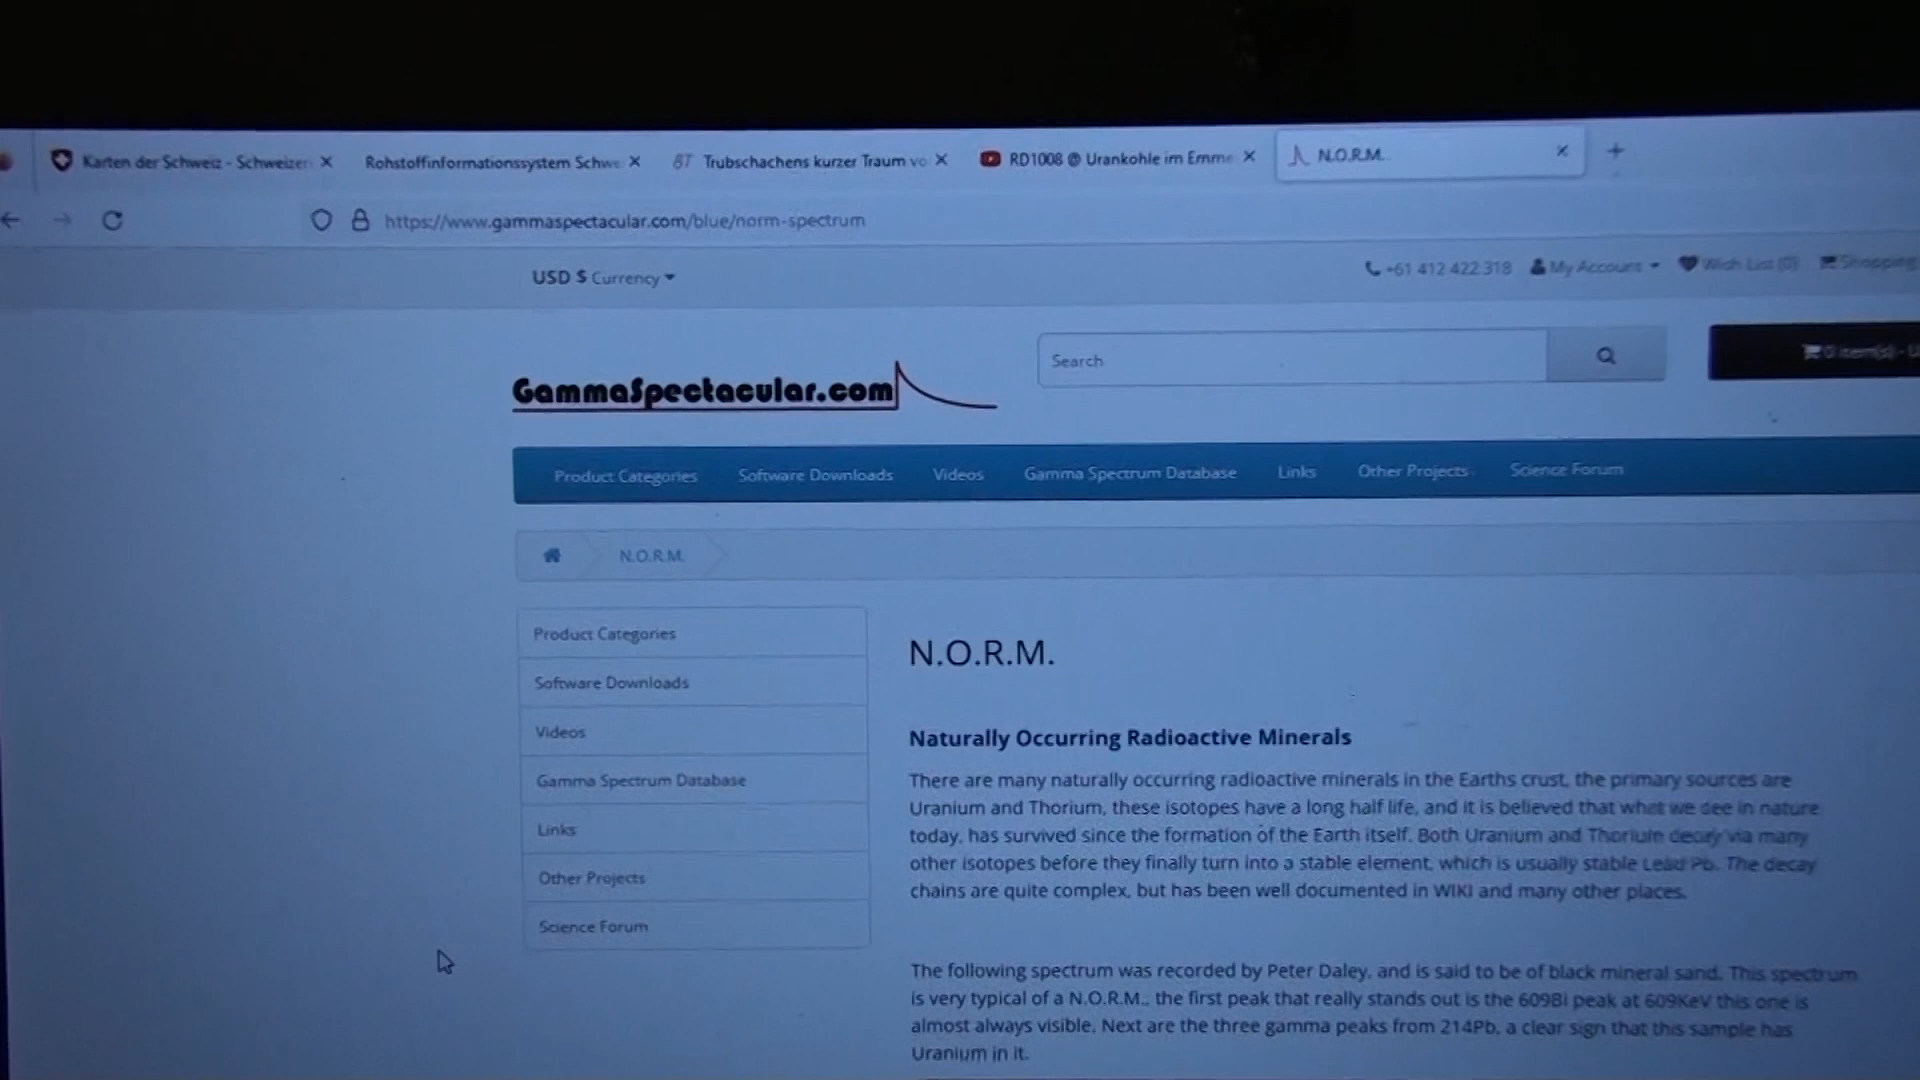 Karten der Schweiz - Schweizer
Rohstoffinformationssystem Schwe
BT Trubschachens kurzer Traum vo
RD1008 @ Urankohle im Emme
N.O.R.M.
https://www.gammaspectacular.com/blue/norm-spectrum
USD $ Currency
+61 412 422 318 My Account Wish List (0) Shopping
GammaSpectacular.com
Search
0 item(s) - U
Product Categories Software Downloads Videos Gamma Spectrum Database Links Other Projects Science Forum
N.O.R.M.
Product Categories
Software Downloads
Videos
Gamma Spectrum Database
Links
Other Projects
Science Forum
N.O.R.M.
Naturally Occurring Radioactive Minerals
There are many naturally occurring radioactive minerals in the Earths crust, the primary sources are
Uranium and Thorium, these isotopes have a long half life, and it is believed that what we see in nature
today, has survived since the formation of the Earth itself. Both Uranium and Thorium decay via many
other isotopes before they finally turn into a stable element, which is usually stable Lead Pb. The decay
chains are quite complex, but has been well documented in WIKI and many other places.
The following spectrum was recorded by Peter Daley, and is said to be of black mineral sand. This spectrum
is very typical of a N.O.R.M., the first peak that really stands out is the 609Bi peak at 609KeV this one is
almost always visible. Next are the three gamma peaks from 214Pb, a clear sign that this sample has
Uranium in it.